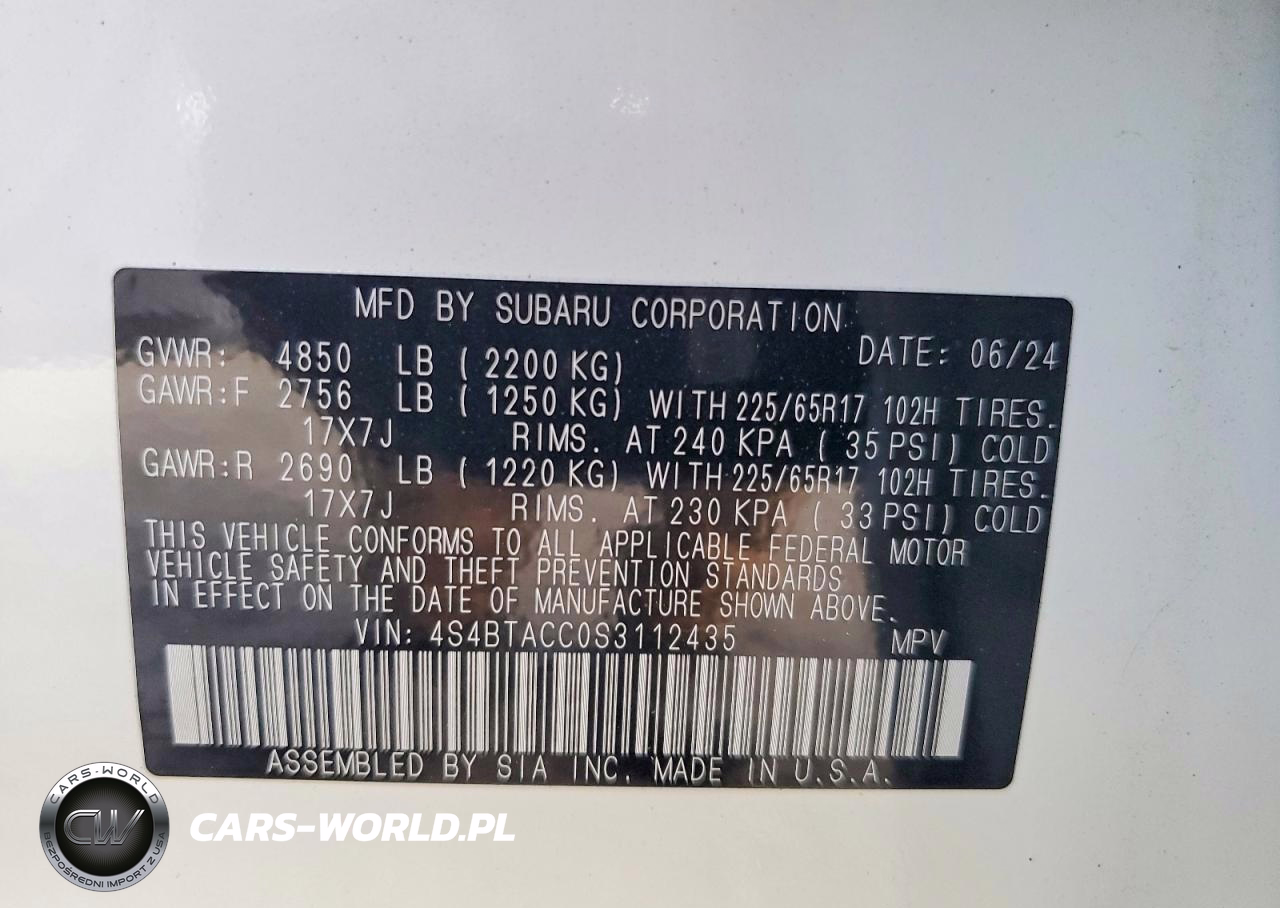 MFD BY SUBARU CORPORATION
GVWR: 4850 LB ( 2200 KG) DATE: 06/24
GAWR:F 2756 LB ( 1250 KG) WITH 225/65R17 102H TIRES.
17X7J RIMS. AT 240 KPA ( 35 PSI) COLD
GAWR:R 2690 LB ( 1220 KG) WITH 225/65R17 102H TIRES.
17X7J RIMS. AT 230 KPA ( 33 PSI) COLD
THIS VEHICLE CONFORMS TO ALL APPLICABLE FEDERAL MOTOR
VEHICLE SAFETY AND THEFT PREVENTION STANDARDS
IN EFFECT ON THE DATE OF MANUFACTURE SHOWN ABOVE.
VIN: 4S4BTACC0S3112435 MPV
ASSEMBLED BY SIA INC. MADE IN U.S.A.
CARS-WORLD
CW
BEZPOŚREDNI IMPORT Z USA
CARS-WORLD.PL